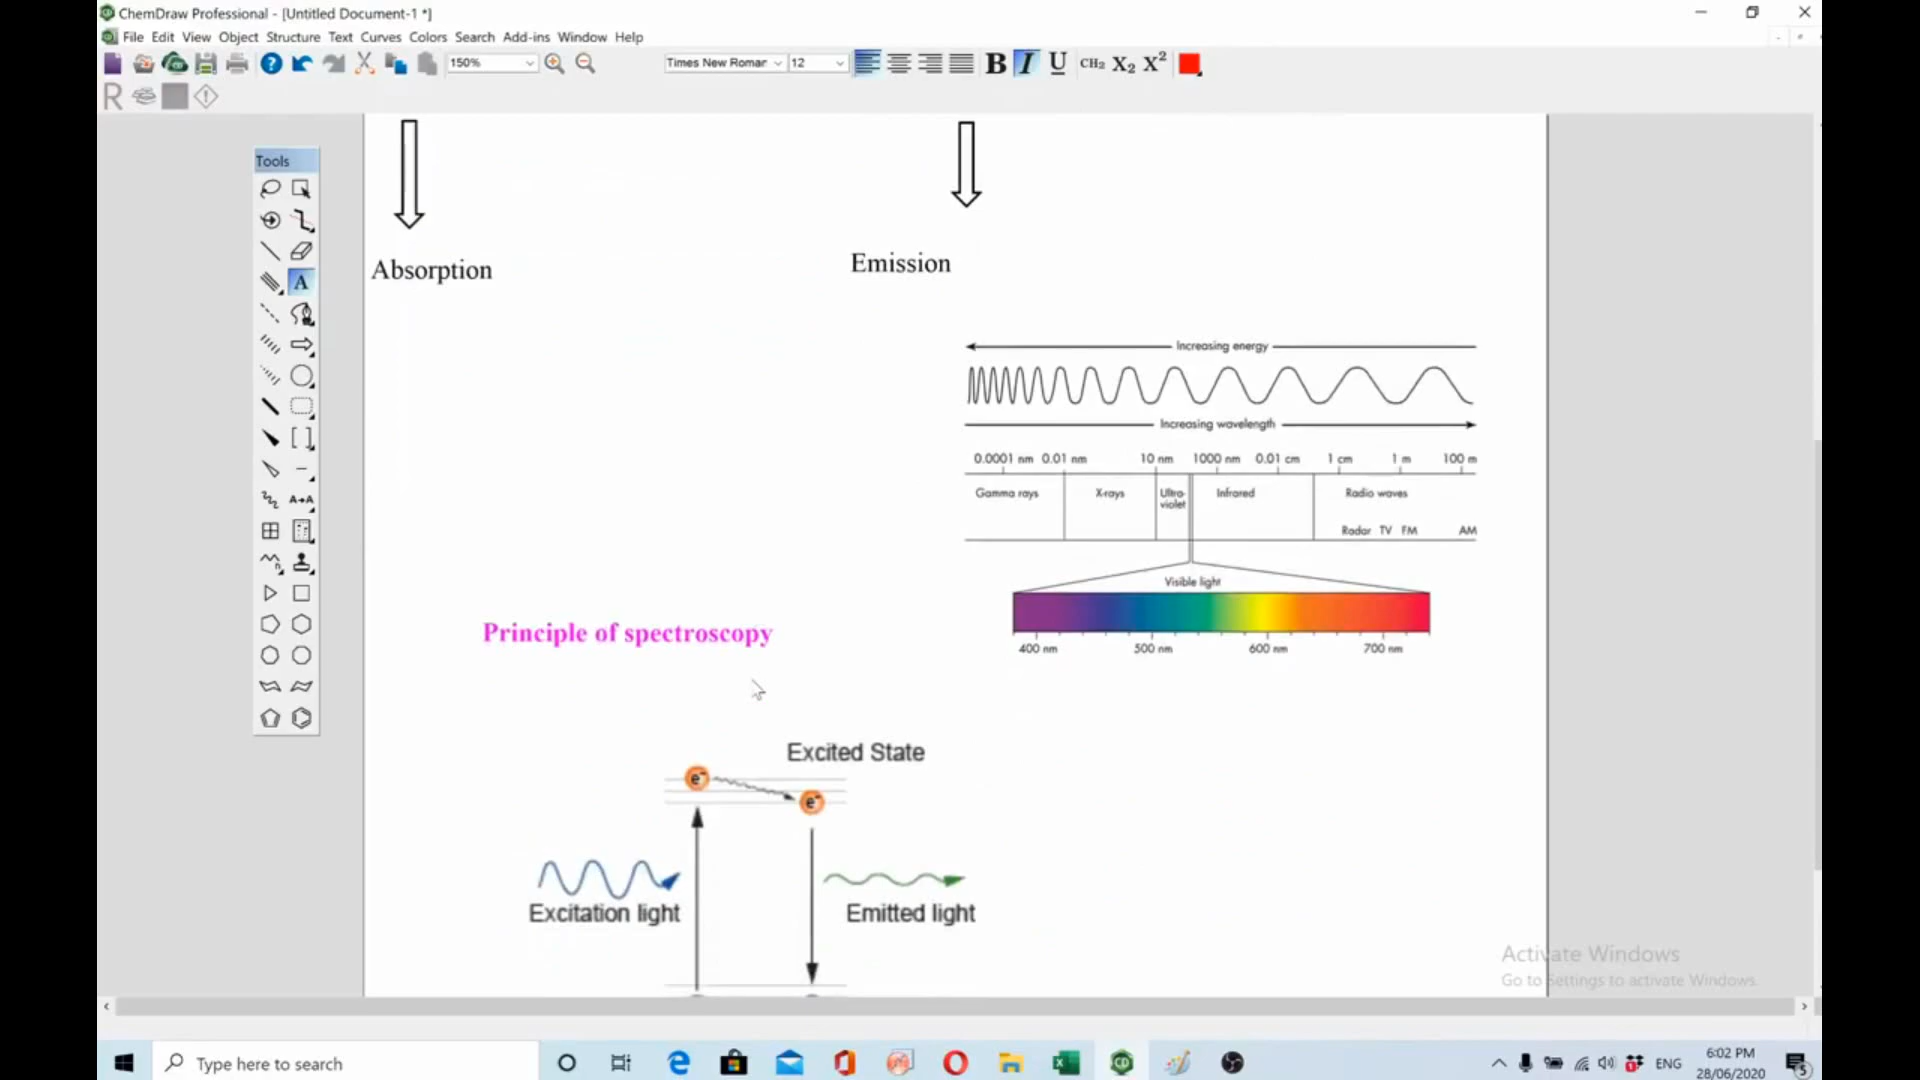 ChemDraw Professional - [Untitled Document-1 *]
File Edit View Object Structure Text Curves Colors Search Add-ins Window Help
150% Times New Roman 12 B I U CH2 X2 X2
R
Tools
A
A→A
Absorption
Emission
Increasing energy
Increasing wavelength
0.0001 nm 0.01 nm 10 nm 1000 nm 0.01 cm 1 cm 1 m 100 m
Gamma rays X-rays Ultra-violet Infrared Radio waves
Radar TV FM AM
Visible light
400 nm 500 nm 600 nm 700 nm
Principle of spectroscopy
Excited State
e-
e-
Excitation light
Emitted light
Activate Windows
Go to Settings to activate Windows.
Type here to search
ENG
6:02 PM
28/06/2020
5